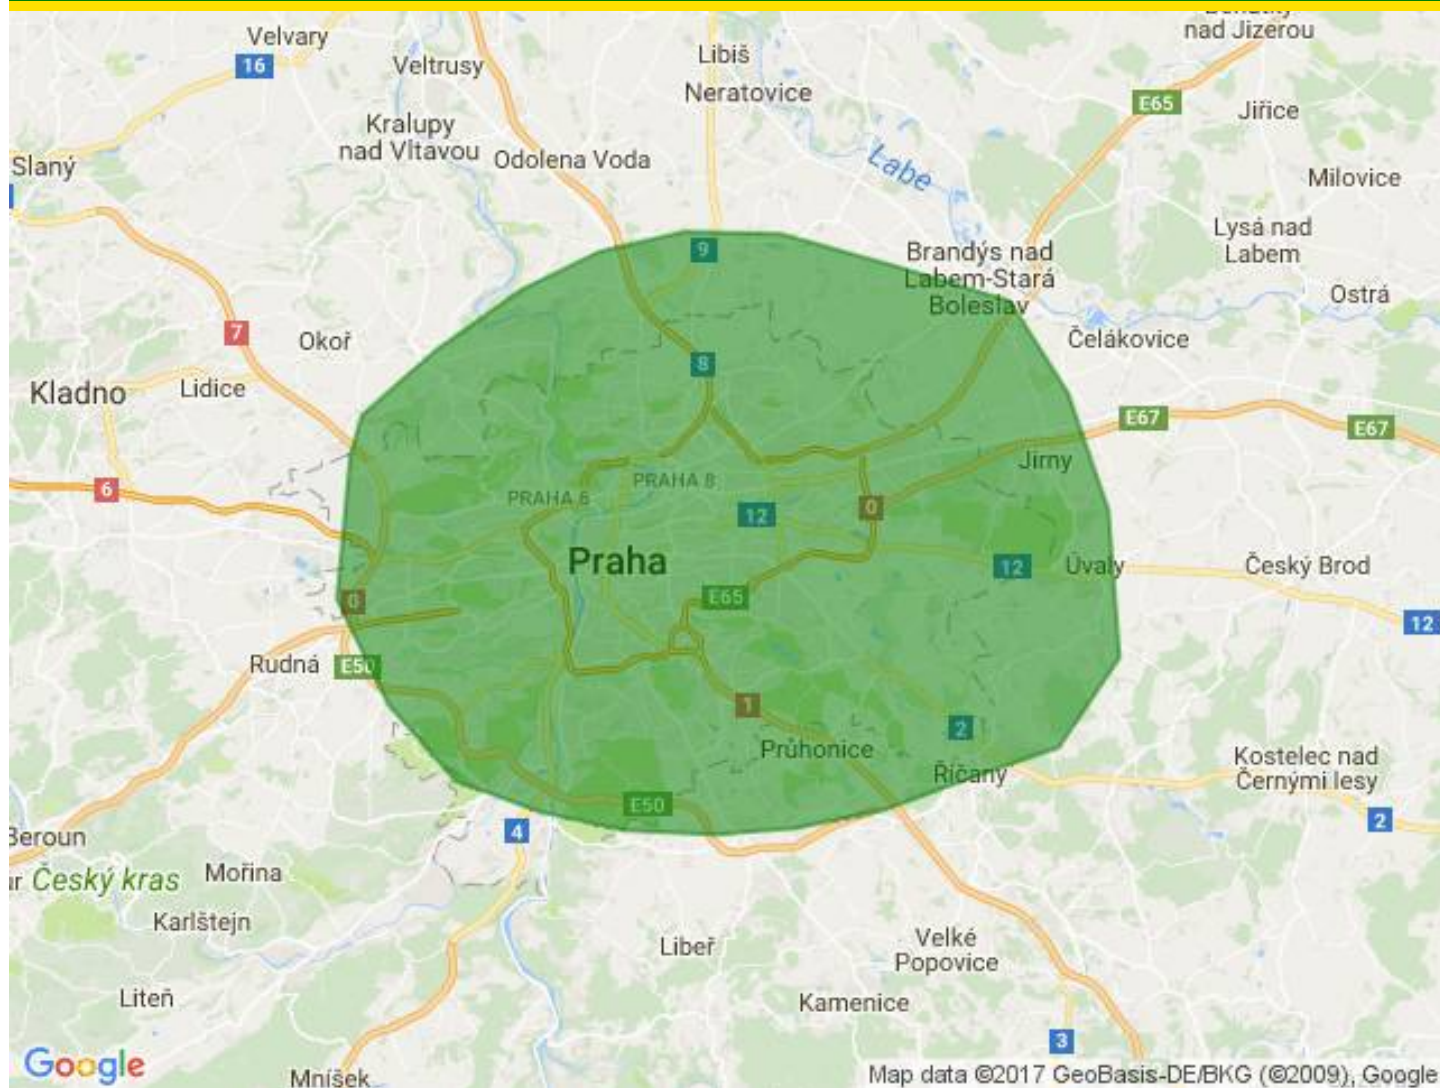 nad Jizerou
Velvary
16
Veltrusy
Libiš
Neratovice
E65
Jiřice
Kralupy
nad Vltavou
Odolena Voda
Slaný
Labe
Milovice
Lysá nad
Labem
9
Brandýs nad
Labem-Stará
Boleslav
Ostrá
7
Okoř
Čelákovice
8
Kladno
Lidice
E67
E67
Jirny
6
PRAHA 6
PRAHA 8
12
0
Praha
12
Úvaly
Český Brod
0
E65
12
Rudná
E50
1
2
Průhonice
Říčany
Kostelec nad
Černými lesy
E50
4
2
Beroun
Český kras
Mořina
Karlštejn
Libeř
Velké
Popovice
Liteň
Kamenice
3
Google
Mníšek
Map data ©2017 GeoBasis-DE/BKG (©2009), Google